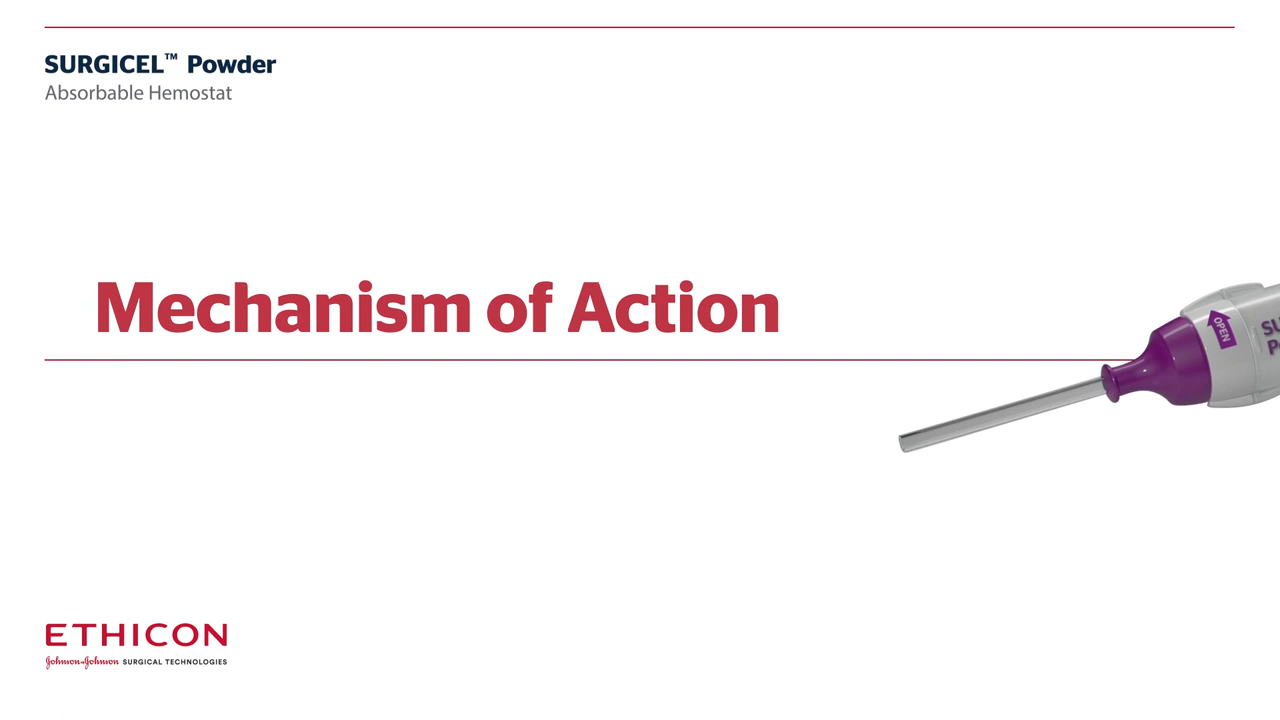 SURGICEL™ Powder
Absorbable Hemostat
Mechanism of Action
OPEN
ETHICON
Johnson&Johnson SURGICAL TECHNOLOGIES